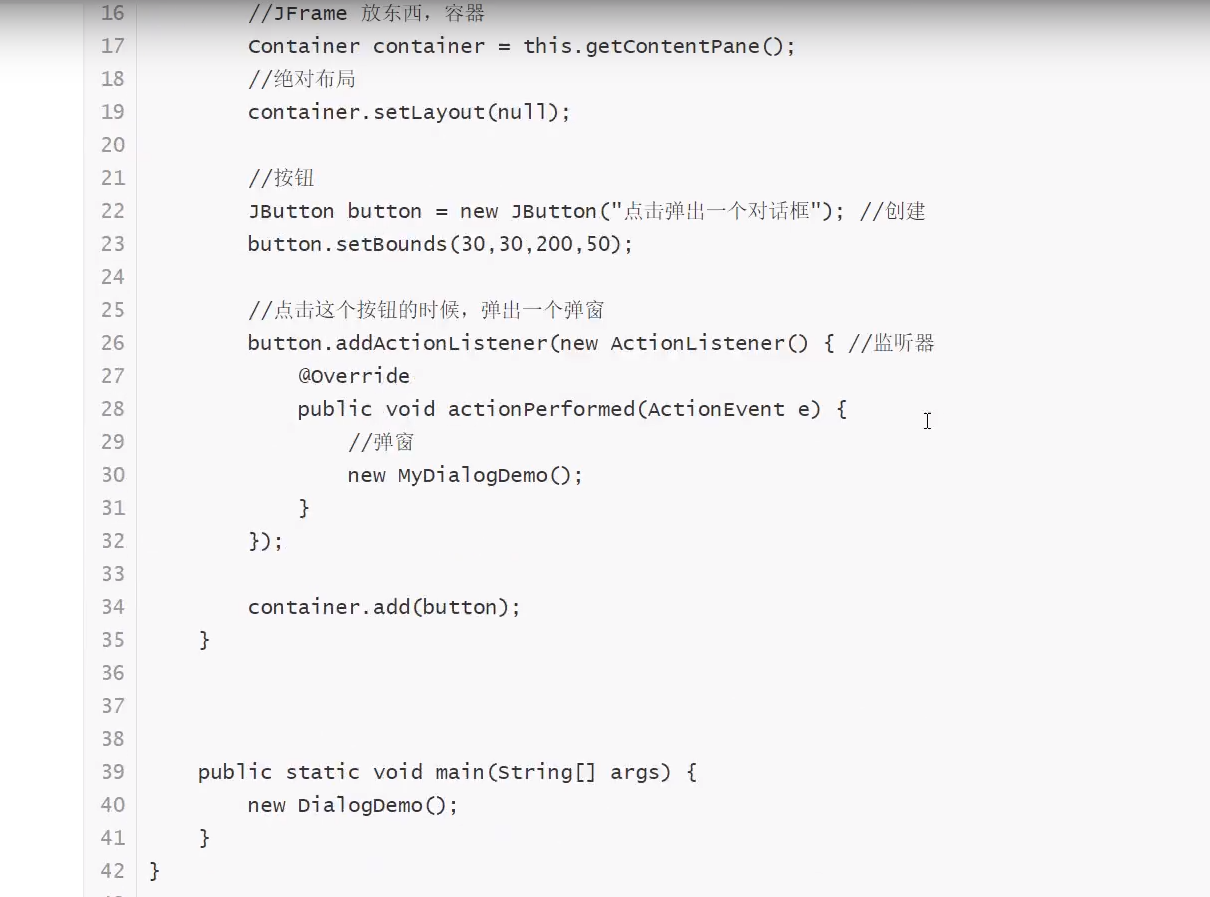 16 //JFrame 放东西，容器
17 Container container = this.getContentPane();
18 //绝对布局
19 container.setLayout(null);
20
21 //按钮
22 JButton button = new JButton("点击弹出一个对话框"); //创建
23 button.setBounds(30,30,200,50);
24
25 //点击这个按钮的时候，弹出一个弹窗
26 button.addActionListener(new ActionListener() { //监听器
27 @Override
28 public void actionPerformed(ActionEvent e) {
29 //弹窗
30 new MyDialogDemo();
31 }
32 });
33
34 container.add(button);
35 }
36
37
38
39 public static void main(String[] args) {
40 new DialogDemo();
41 }
42 }